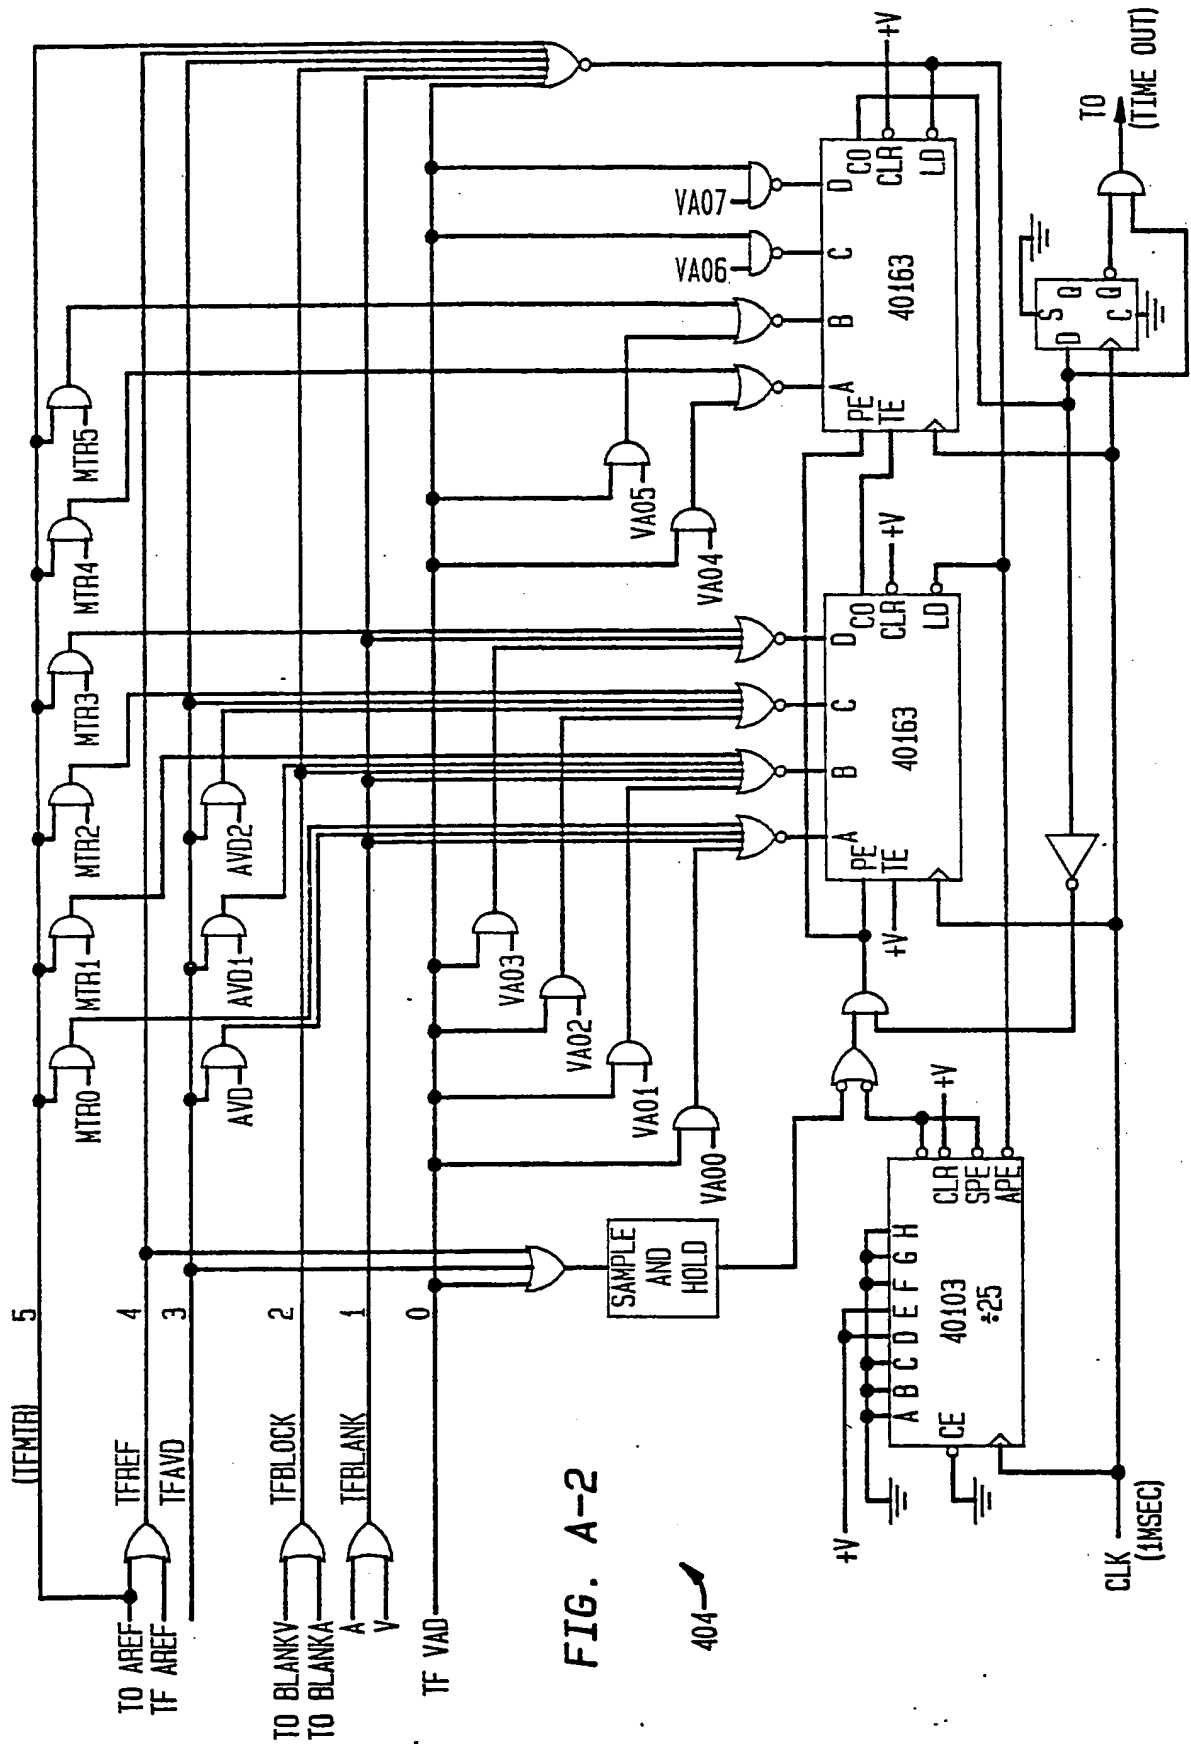 (TFMTR)
5
TO AREF
TF AREF
TFREF
4
TFAVD
3
TO BLANKV
TO BLANKA
TFBLOCK
2
A
V
TFBLANK
1
TF VAD
0
MTR0
MTR1
MTR2
MTR3
MTR4
MTR5
AVD
AVD1
AVD2
VA00
VA01
VA02
VA03
VA04
VA05
VA06
VA07
SAMPLE
AND
HOLD
+V
A B C D E F G H
CE
40103
÷25
CLR
SPE
APE
+V
CLK
(1MSEC)
A B C D
PE
TE
+V
40163
CO
CLR
LD
+V
A B C D
PE
TE
40163
CO
CLR
LD
+V
D
S
Q
Q
C
TO
(TIME OUT)
FIG. A-2
404